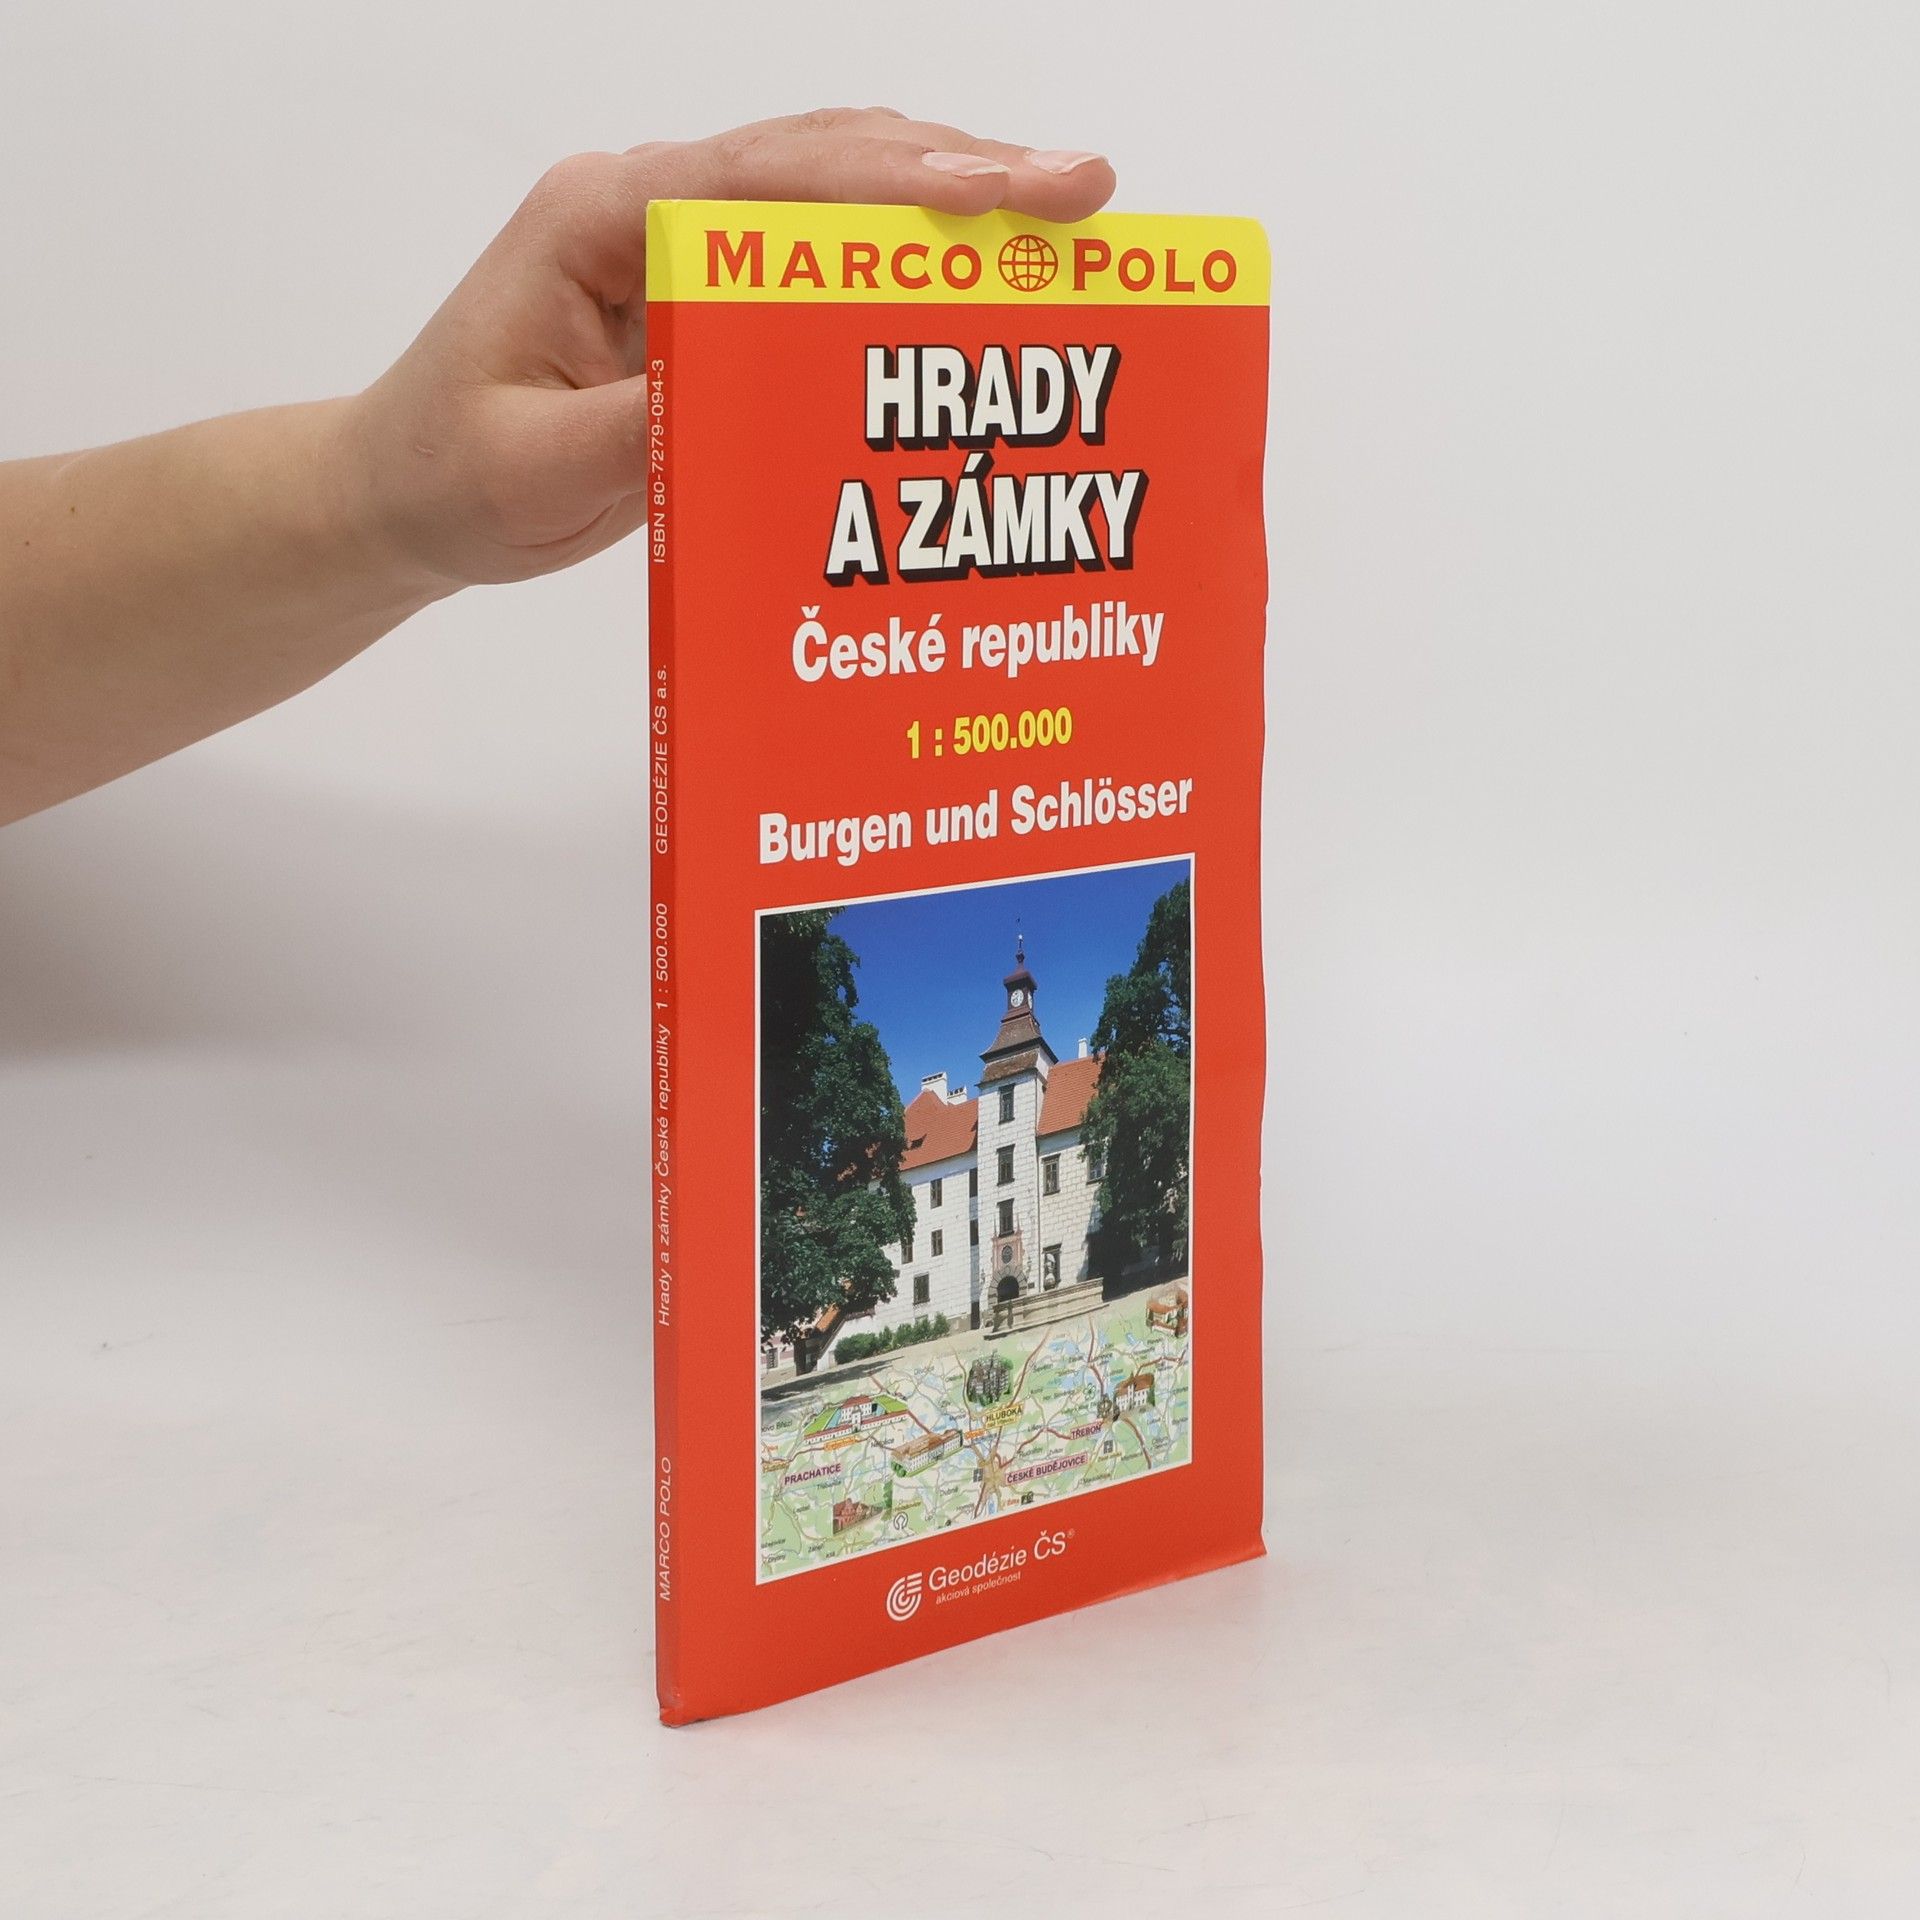 MARCO POLO
HRADY
A ZÁMKY
České republiky
1 : 500.000
Burgen und Schlösser
HLUBOKÁ
TŘEBOŇ
PRACHATICE
ČESKÉ BUDĚJOVICE
Geodézie ČS®
akciová společnost
MARCO POLO Hrady a zámky České republiky 1 : 500.000 GEODÉZIE ČS a.s. ISBN 80-7279-094-3